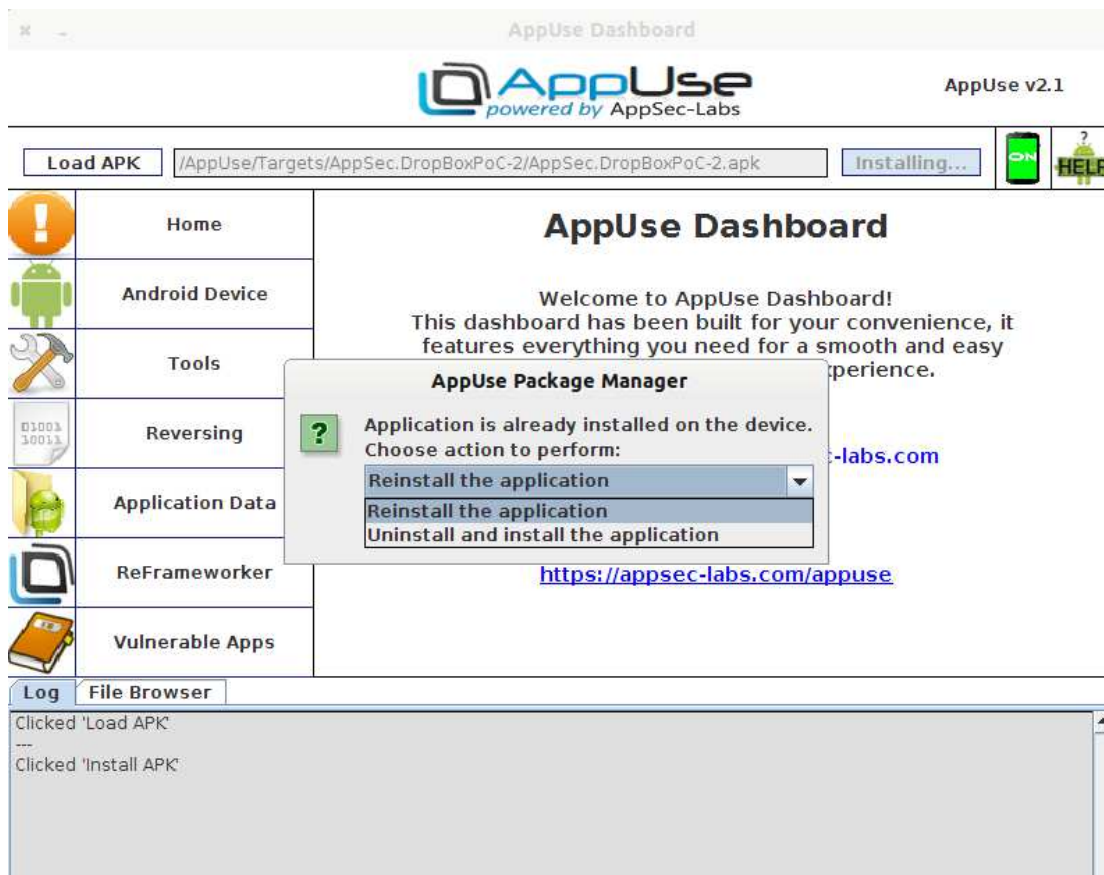 AppUse Dashboard
AppUse
powered by AppSec-Labs
AppUse v2.1
Load APK
/AppUse/Targets/AppSec.DropBoxPoC-2/AppSec.DropBoxPoC-2.apk
Installing...
ON
?
HELP
Home
Android Device
Tools
Reversing
Application Data
ReFrameworker
Vulnerable Apps
01001
10011
AppUse Dashboard
Welcome to AppUse Dashboard!
This dashboard has been built for your convenience, it
features everything you need for a smooth and easy
perience.
AppUse Package Manager
?
Application is already installed on the device.
Choose action to perform:
Reinstall the application
Reinstall the application
Uninstall and install the application
-labs.com
https://appsec-labs.com/appuse
Log
File Browser
Clicked 'Load APK'
---
Clicked 'Install APK'